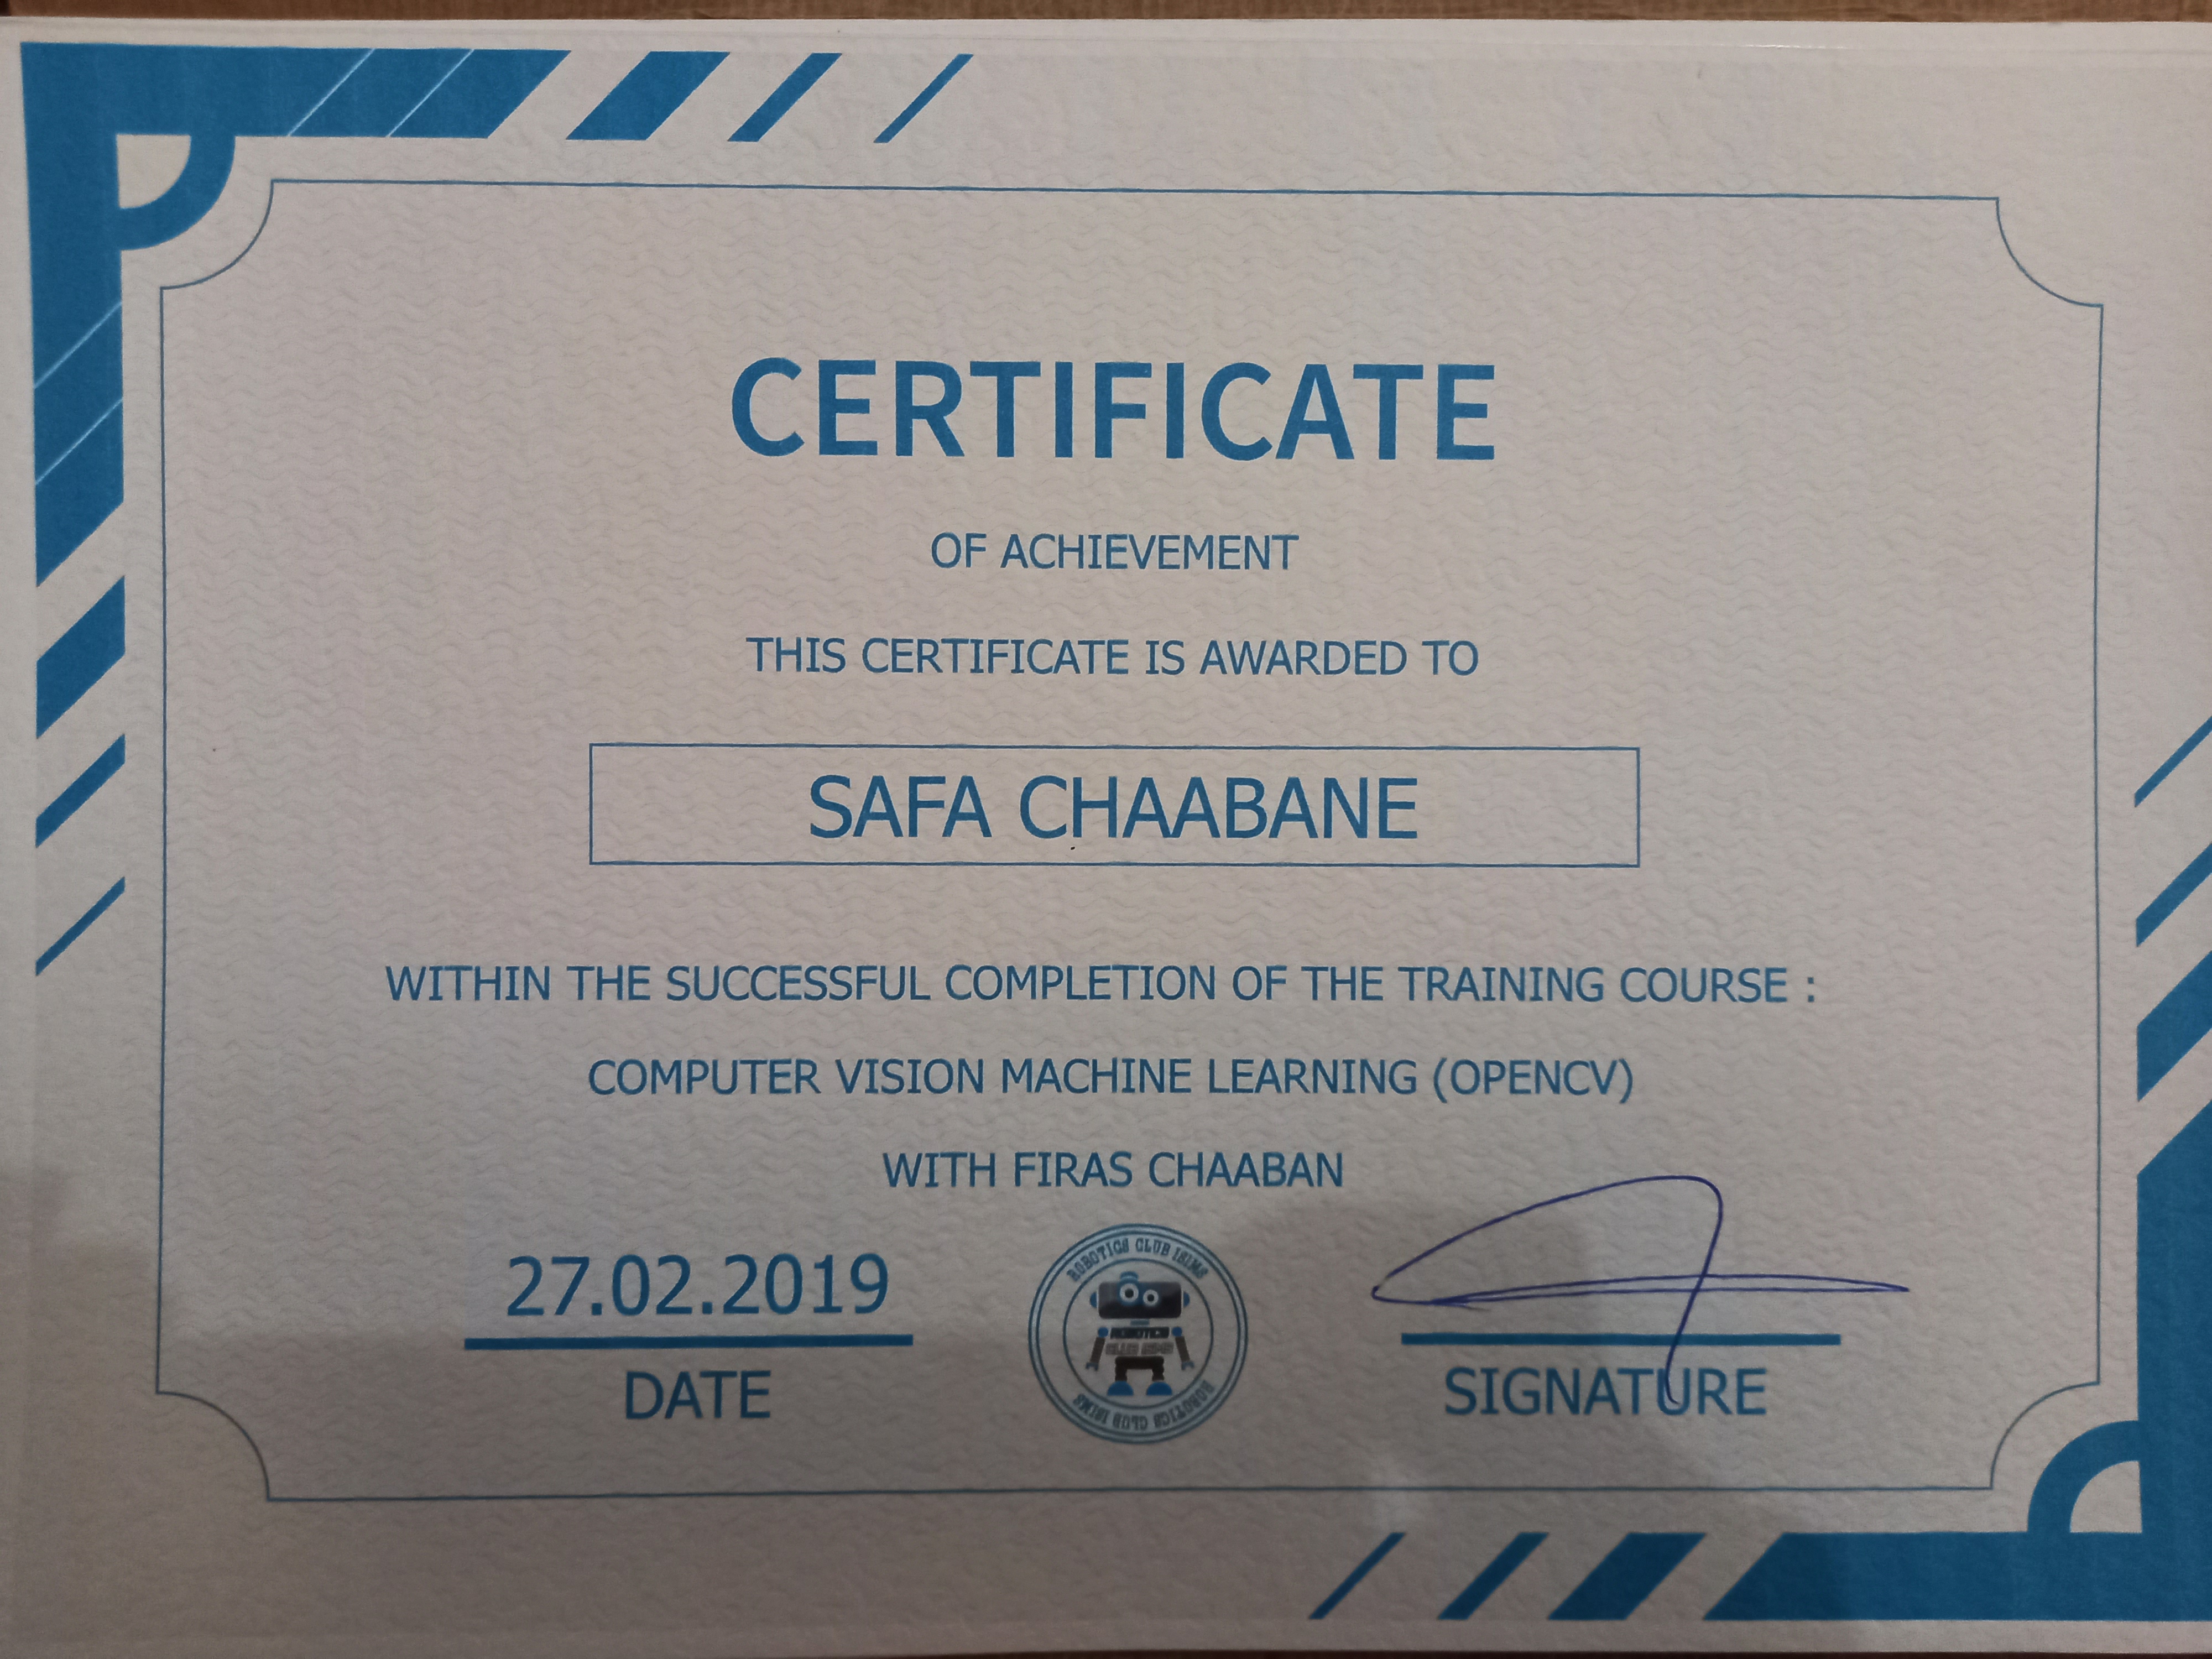 CERTIFICATE
OF ACHIEVEMENT
THIS CERTIFICATE IS AWARDED TO
SAFA CHAABANE
WITHIN THE SUCCESSFUL COMPLETION OF THE TRAINING COURSE :
COMPUTER VISION MACHINE LEARNING (OPENCV)
WITH FIRAS CHAABAN
27.02.2019
DATE
ROBOTICS CLUB ISIMS
ROBOTICS
CLUB ISIMS
ROBOTICS CLUB ISIMS
SIGNATURE